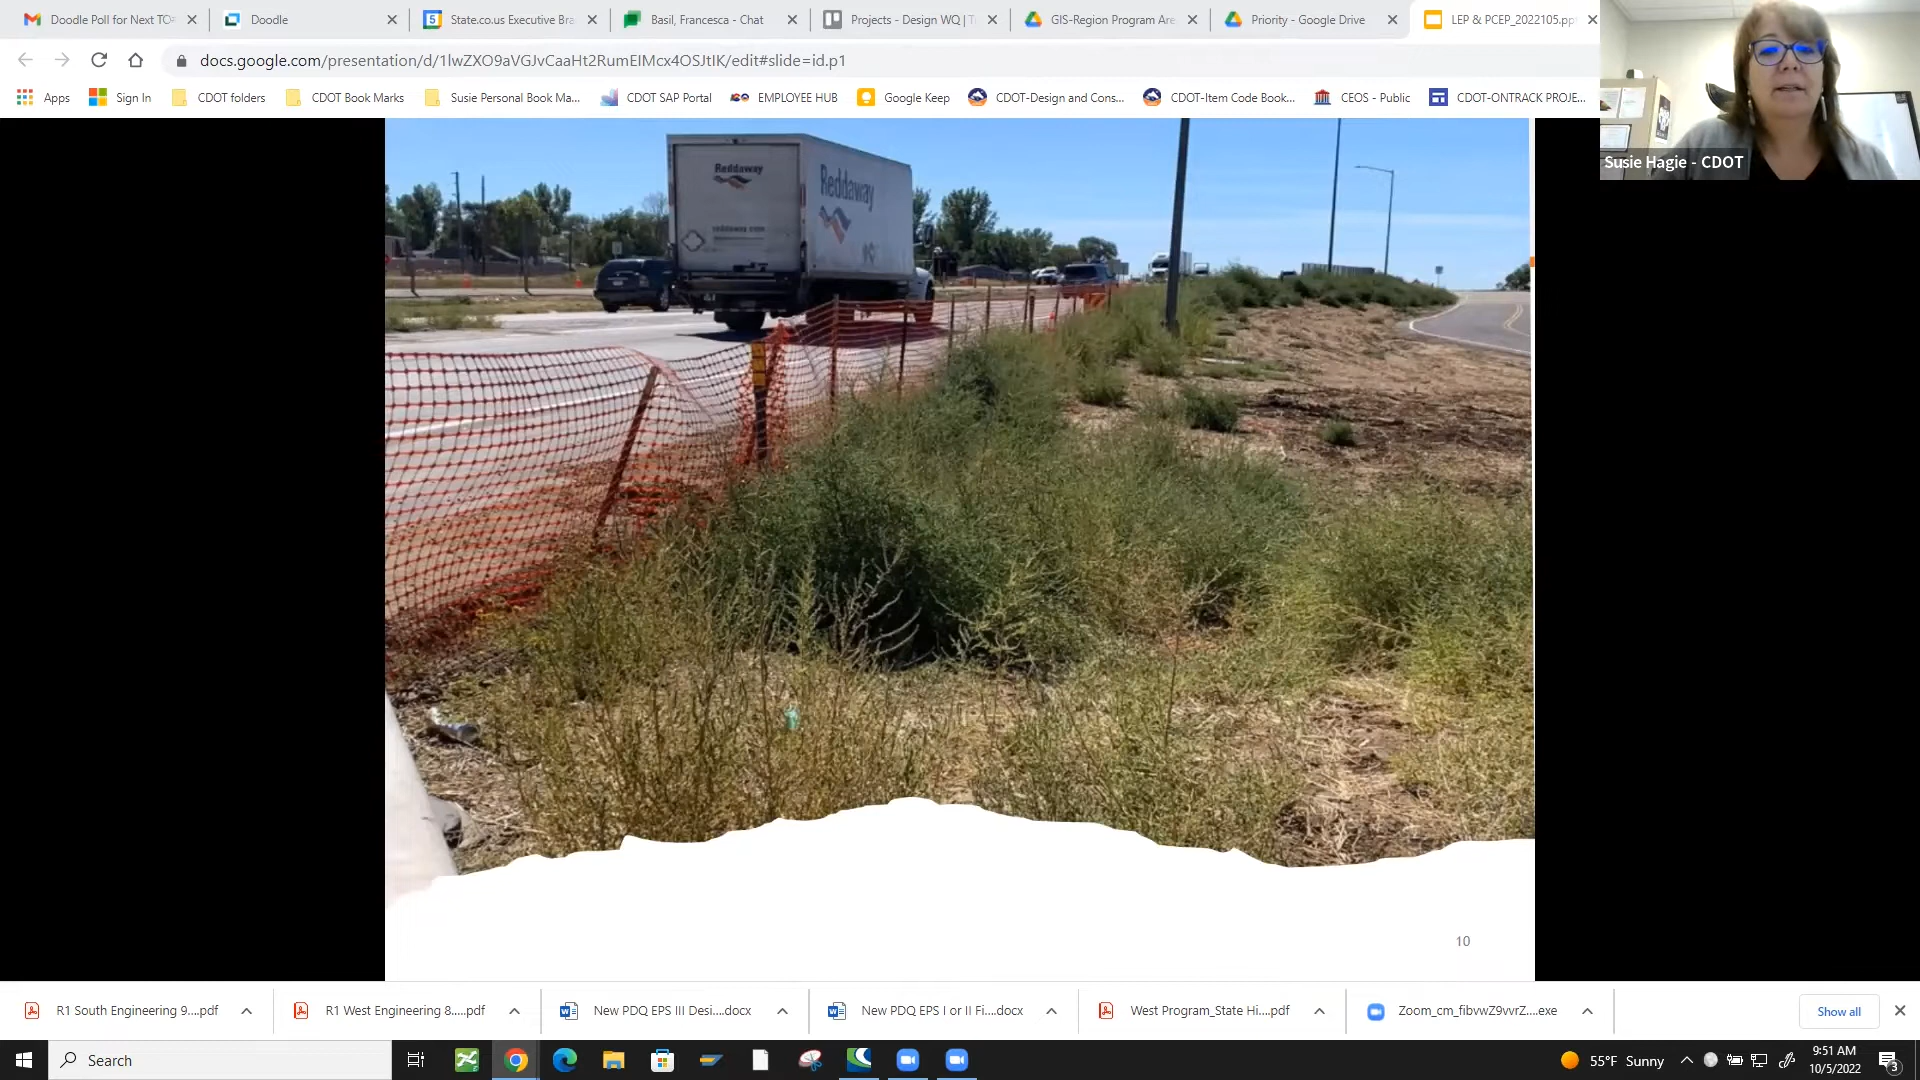 Doodle Poll for Next TO
Doodle
State.co.us Executive Bra
Basil, Francesca - Chat
Projects - Design WQ | T
GIS-Region Program Are
Priority - Google Drive
LEP & PCEP_2022105.pp
docs.google.com/presentation/d/1lwZXO9aVGJvCaaHt2RumEIMcx4OSJtIK/edit#slide=id.p1
Apps
Sign In
CDOT folders
CDOT Book Marks
Susie Personal Book Ma...
CDOT SAP Portal
EMPLOYEE HUB
Google Keep
CDOT-Design and Cons...
CDOT-Item Code Book...
CEOS - Public
CDOT-ONTRACK PROJE...
Susie Hagie - CDOT
Reddaway
Reddaway
10
R1 South Engineering 9....pdf
R1 West Engineering 8.....pdf
New PDQ EPS III Desi....docx
New PDQ EPS I or II Fi....docx
West Program_State Hi....pdf
Zoom_cm_fibvwZ9vvrZ....exe
Show all
Search
55°F Sunny
9:51 AM
10/5/2022
3